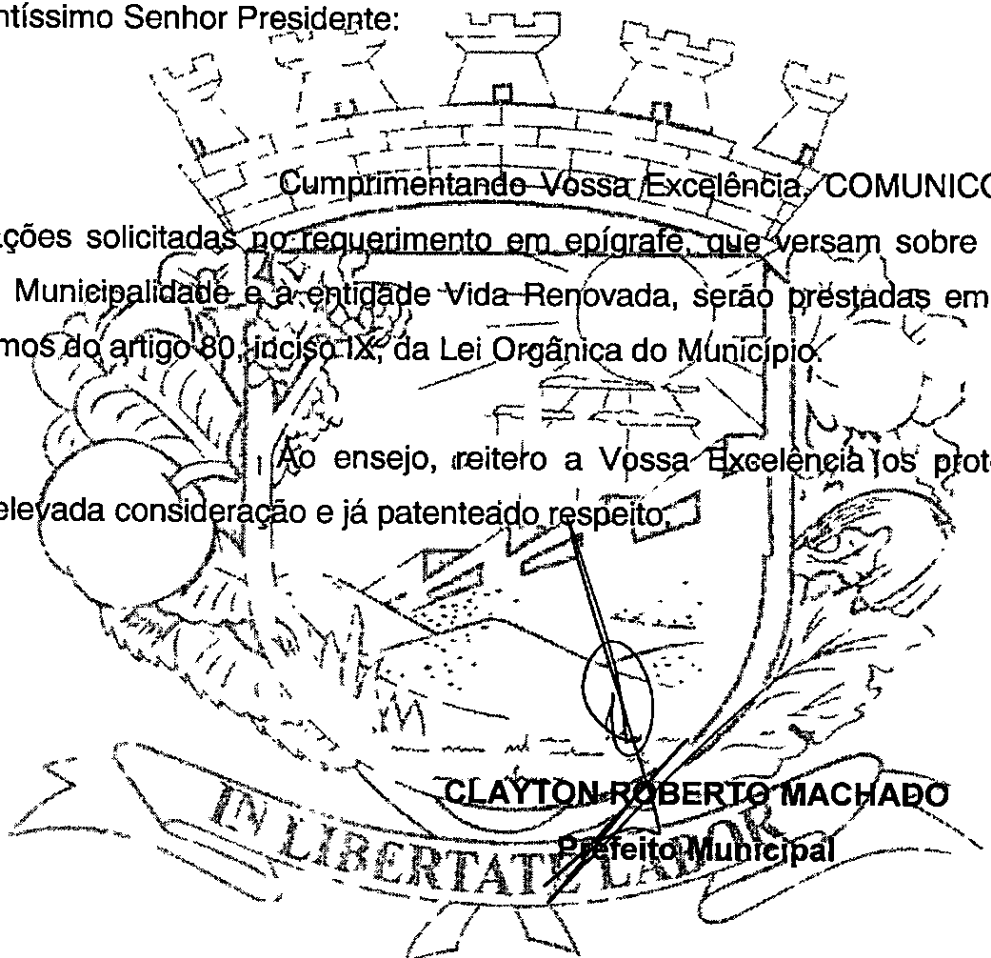 ntíssimo Senhor Presidente:
Cumprimentando Vossa Excelência, COMUNICO
ações solicitadas no requerimento em epígrafe, que versam sobre
Municipalidade e a entidade Vida Renovada, serão prestadas em
mos do artigo 80, inciso IX, da Lei Orgânica do Município.
Ao ensejo, reitero a Vossa Excelência os prot
elevada consideração e já patenteado respeito,
CLAYTON ROBERTO MACHADO
Prefeito Municipal
IN LIBERTATE LABOR